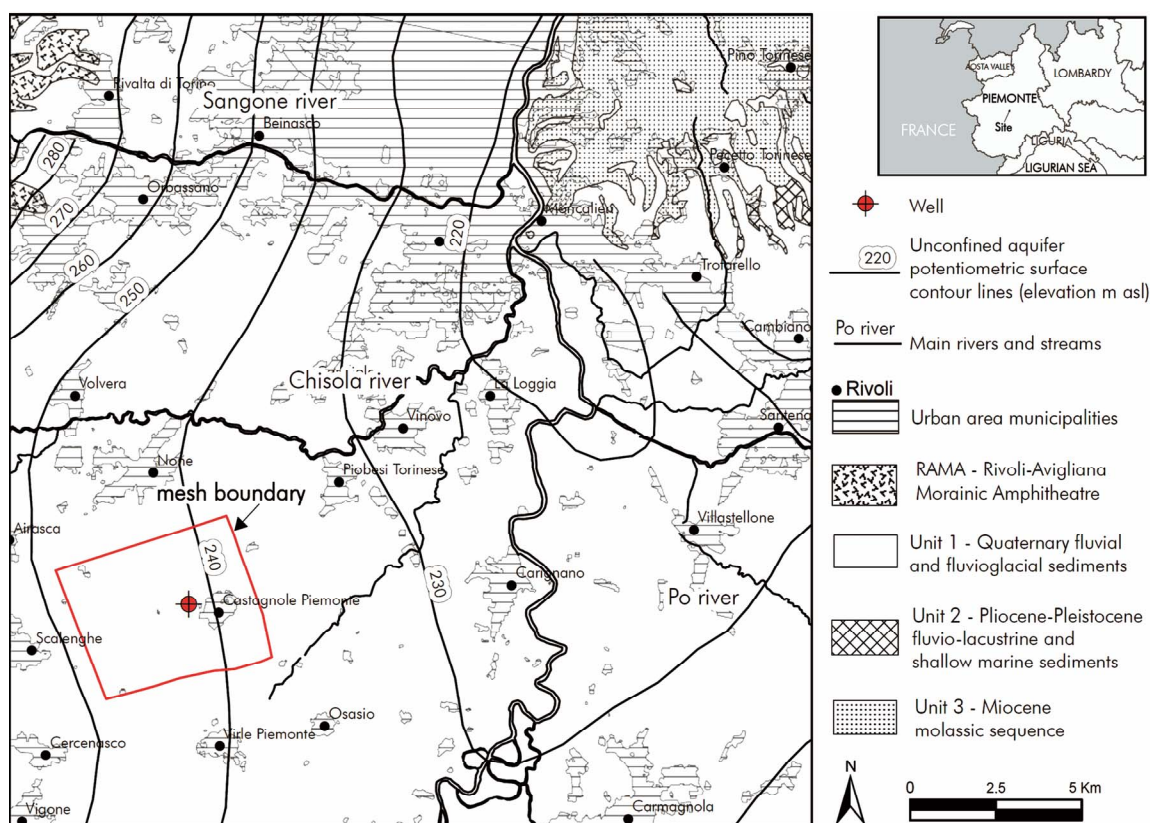 Pino Torinese
Rivalta di Torino
Sangone river
Beinasco
280
Pecetto Torinese
Orbassano
270
Moncalieri
220
260
Trofarello
250
Cambiano
Volvera
Chisola river
La Loggia
Vinovo
Santena
None
Piobesi Torinese
mesh boundary
Airasca
Villastellone
240
230
Carignano
Castagnole Piemonte
Po river
Scalenghe
Osasio
Virle Piemonte
Cercenasco
Vigone
Carmagnola
AOSTA VALLEY
LOMBARDY
PIEMONTE
FRANCE
Site
LIGURIA
LIGURIAN SEA
Well
220
Unconfined aquifer
potentiometric surface
contour lines (elevation m asl)
Po river
Main rivers and streams
Rivoli
Urban area municipalities
RAMA - Rivoli-Avigliana
Morainic Amphitheatre
Unit 1 - Quaternary fluvial
and fluvioglacial sediments
Unit 2 - Pliocene-Pleistocene
fluvio-lacustrine and
shallow marine sediments
Unit 3 - Miocene
molassic sequence
N
0 2.5 5 Km